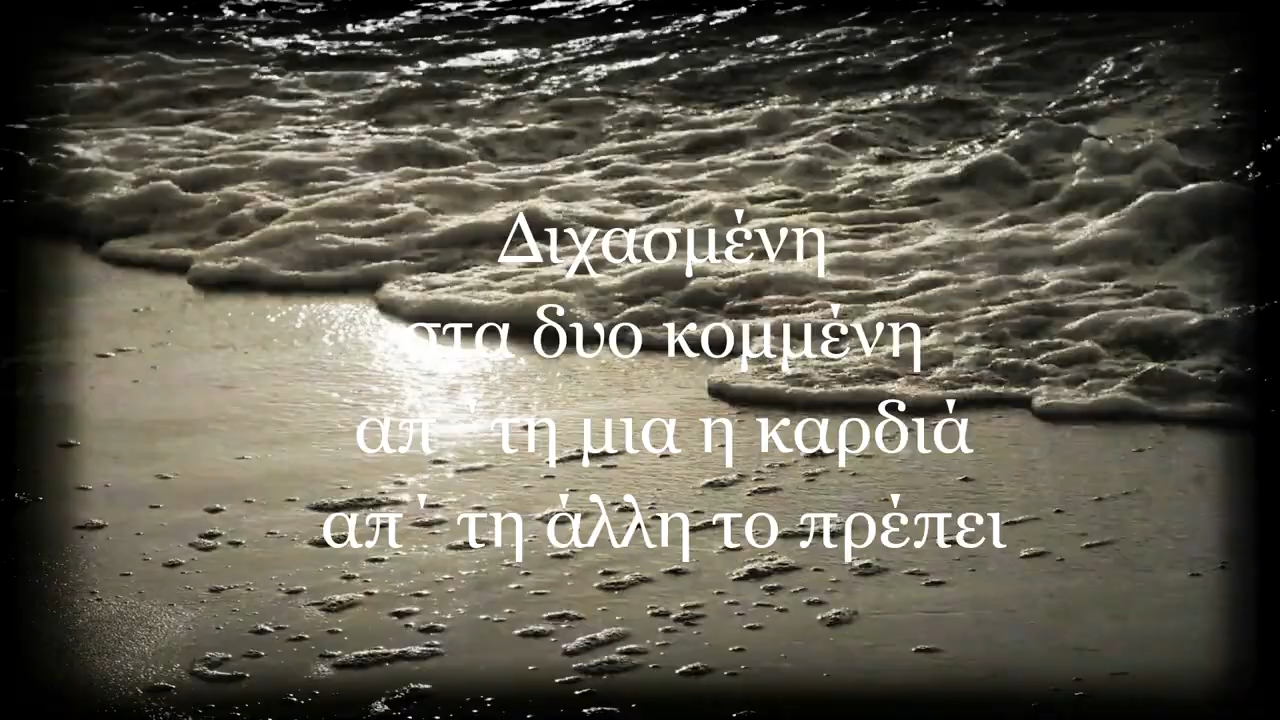 Διχασμένη
στα δυο κομμένη
απ΄ τη μια η καρδιά
απ΄ τη άλλη το πρέπει